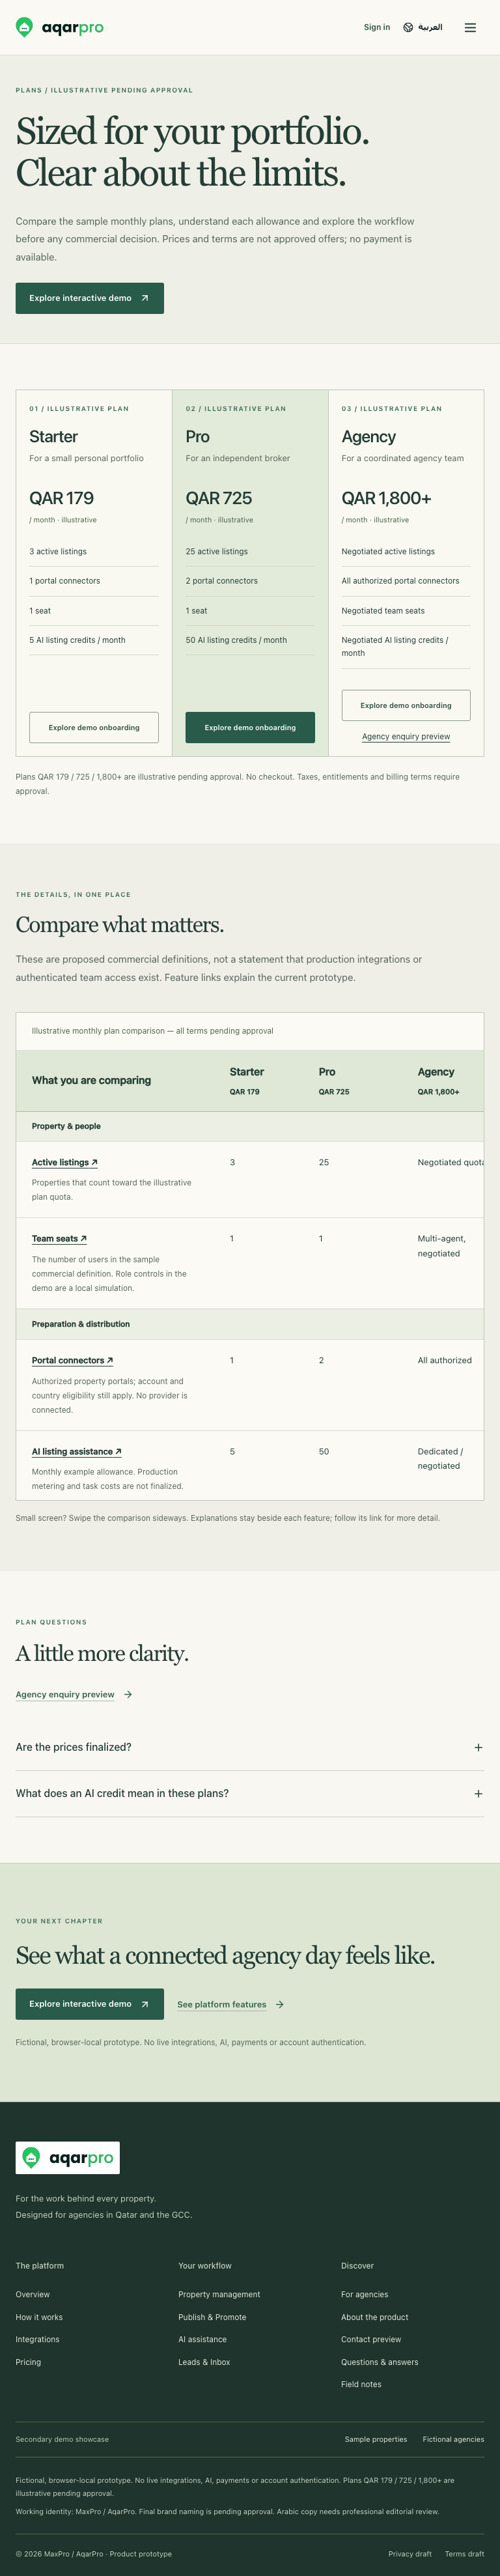 aqarpro
Sign in
العربية
PLANS / ILLUSTRATIVE PENDING APPROVAL
Sized for your portfolio.
Clear about the limits.
Compare the sample monthly plans, understand each allowance and explore the workflow
before any commercial decision. Prices and terms are not approved offers; no payment is
available.
Explore interactive demo
01 / ILLUSTRATIVE PLAN
Starter
For a small personal portfolio
QAR 179
/ month · illustrative
3 active listings
1 portal connectors
1 seat
5 AI listing credits / month
Explore demo onboarding
02 / ILLUSTRATIVE PLAN
Pro
For an independent broker
QAR 725
/ month · illustrative
25 active listings
2 portal connectors
1 seat
50 AI listing credits / month
Explore demo onboarding
03 / ILLUSTRATIVE PLAN
Agency
For a coordinated agency team
QAR 1,800+
/ month · illustrative
Negotiated active listings
All authorized portal connectors
Negotiated team seats
Negotiated AI listing credits /
month
Explore demo onboarding
Agency enquiry preview
Plans QAR 179 / 725 / 1,800+ are illustrative pending approval. No checkout. Taxes, entitlements and billing terms require
approval.
THE DETAILS, IN ONE PLACE
Compare what matters.
These are proposed commercial definitions, not a statement that production integrations or
authenticated team access exist. Feature links explain the current prototype.
Illustrative monthly plan comparison — all terms pending approval
What you are comparing
Starter
QAR 179
Pro
QAR 725
Agency
QAR 1,800+
Property & people
Active listings ↗
3
25
Negotiated quota
Properties that count toward the illustrative
plan quota.
Team seats ↗
1
1
Multi-agent,
negotiated
The number of users in the sample
commercial definition. Role controls in the
demo are a local simulation.
Preparation & distribution
Portal connectors ↗
1
2
All authorized
Authorized property portals; account and
country eligibility still apply. No provider is
connected.
AI listing assistance ↗
5
50
Dedicated /
negotiated
Monthly example allowance. Production
metering and task costs are not finalized.
Small screen? Swipe the comparison sideways. Explanations stay beside each feature; follow its link for more detail.
PLAN QUESTIONS
A little more clarity.
Agency enquiry preview →
Are the prices finalized?
What does an AI credit mean in these plans?
YOUR NEXT CHAPTER
See what a connected agency day feels like.
Explore interactive demo
See platform features →
Fictional, browser-local prototype. No live integrations, AI, payments or account authentication.
aqarpro
For the work behind every property.
Designed for agencies in Qatar and the GCC.
The platform
Overview
How it works
Integrations
Pricing
Your workflow
Property management
Publish & Promote
AI assistance
Leads & Inbox
Discover
For agencies
About the product
Contact preview
Questions & answers
Field notes
Secondary demo showcase
Sample properties
Fictional agencies
Fictional, browser-local prototype. No live integrations, AI, payments or account authentication. Plans QAR 179 / 725 / 1,800+ are
illustrative pending approval.
Working identity: MaxPro / AqarPro. Final brand naming is pending approval. Arabic copy needs professional editorial review.
© 2026 MaxPro / AqarPro · Product prototype
Privacy draft
Terms draft